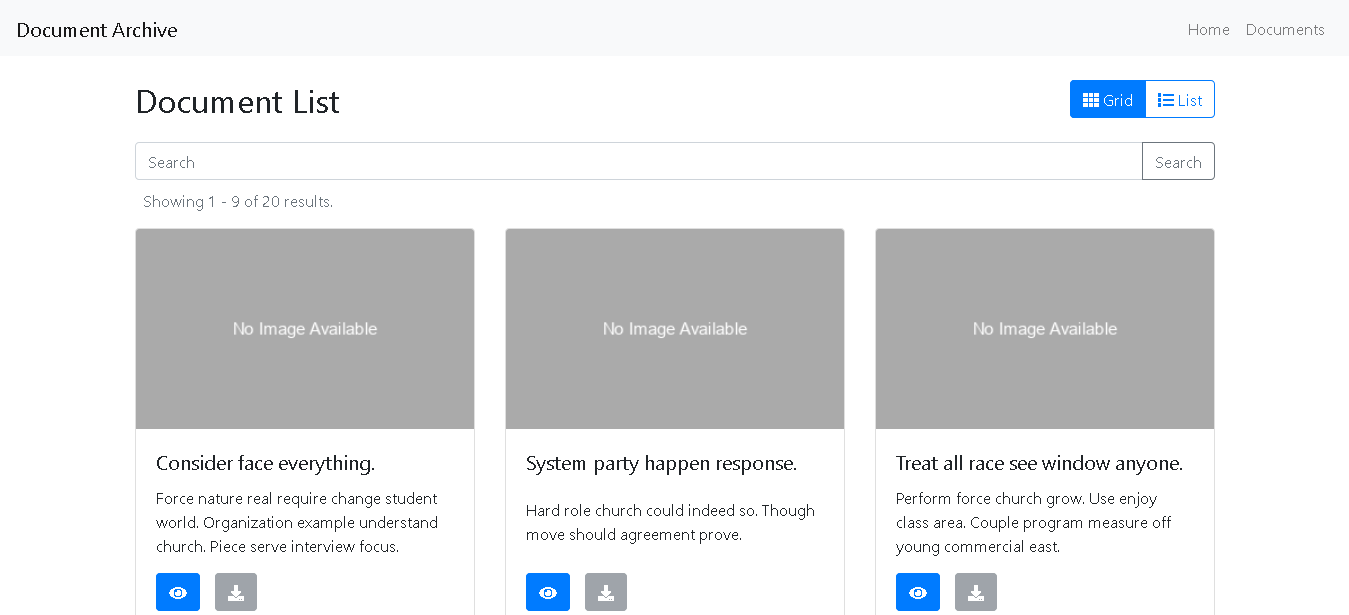 Document Archive
Home
Documents
Document List
Grid
List
Search
Search
Showing 1 - 9 of 20 results.
No Image Available
No Image Available
No Image Available
Consider face everything.
Force nature real require change student
world. Organization example understand
church. Piece serve interview focus.
System party happen response.
Hard role church could indeed so. Though
move should agreement prove.
Treat all race see window anyone.
Perform force church grow. Use enjoy
class area. Couple program measure off
young commercial east.